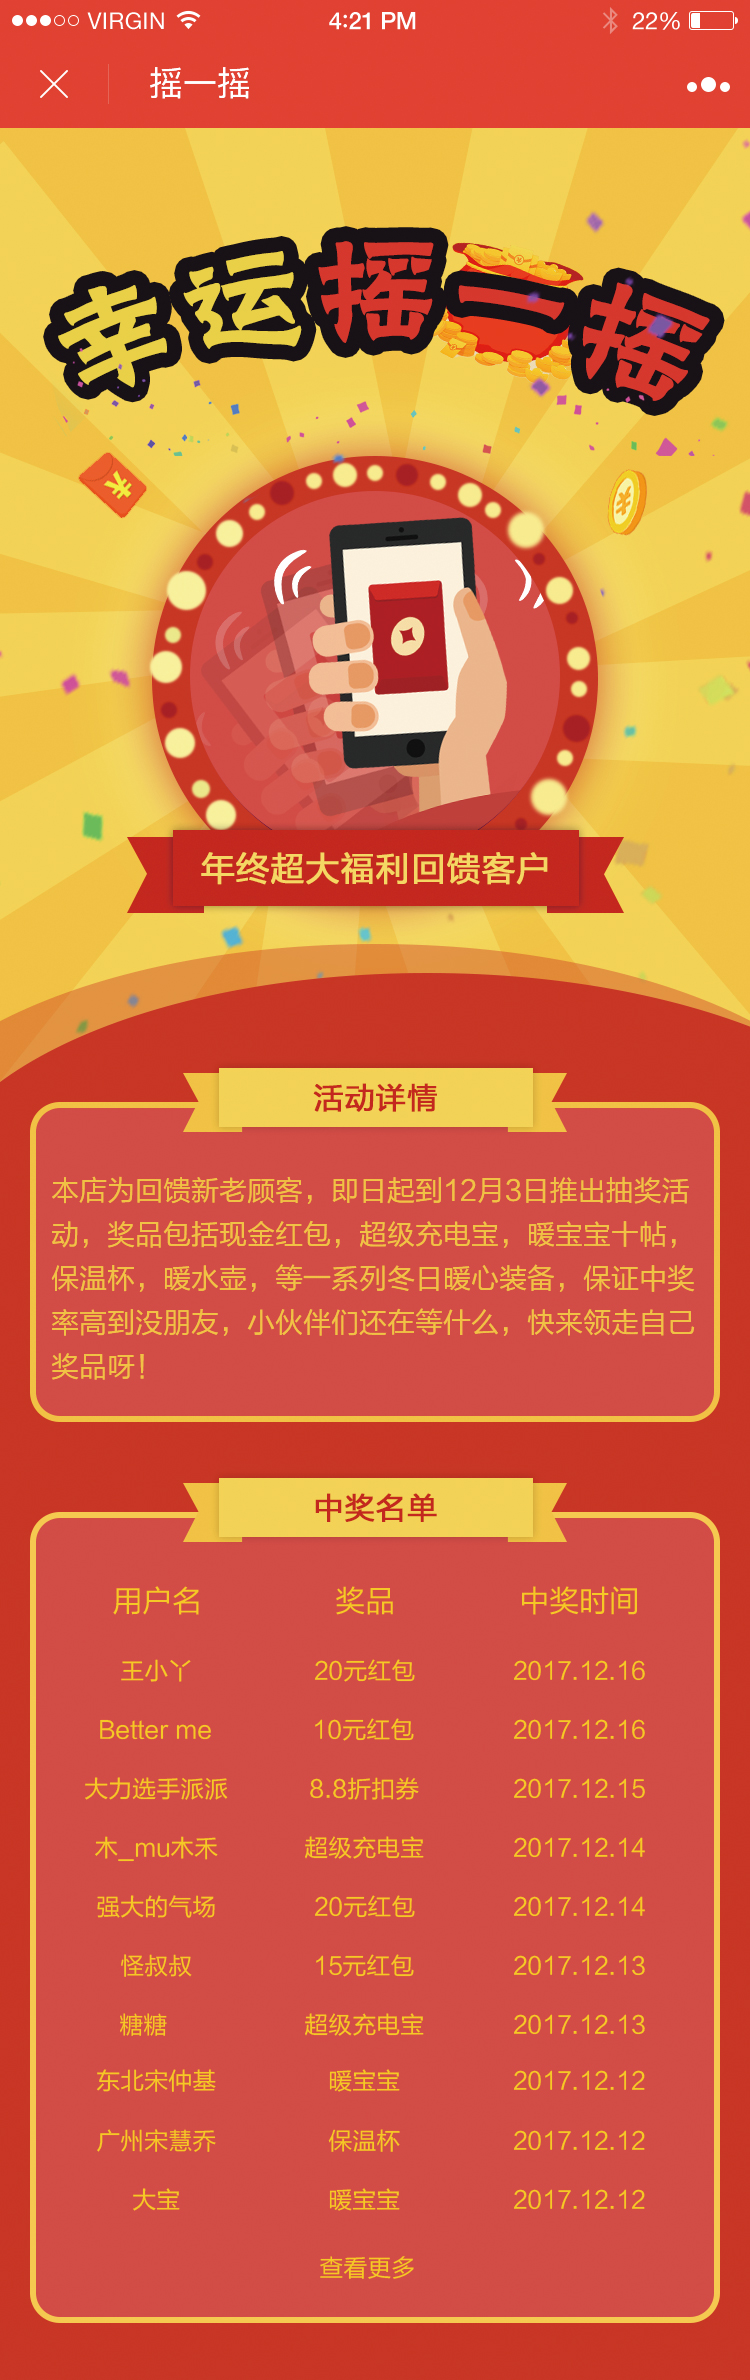 VIRGIN 4:21 PM 22%
摇一摇
幸运摇一摇
年终超大福利回馈客户
活动详情
本店为回馈新老顾客，即日起到12月3日推出抽奖活
动，奖品包括现金红包，超级充电宝，暖宝宝十帖，
保温杯，暖水壶，等一系列冬日暖心装备，保证中奖
率高到没朋友，小伙伴们还在等什么，快来领走自己
奖品呀！
中奖名单
用户名 奖品 中奖时间
王小丫 20元红包 2017.12.16
Better me 10元红包 2017.12.16
大力选手派派 8.8折扣券 2017.12.15
木_mu木禾 超级充电宝 2017.12.14
强大的气场 20元红包 2017.12.14
怪叔叔 15元红包 2017.12.13
糖糖 超级充电宝 2017.12.13
东北宋仲基 暖宝宝 2017.12.12
广州宋慧乔 保温杯 2017.12.12
大宝 暖宝宝 2017.12.12
查看更多